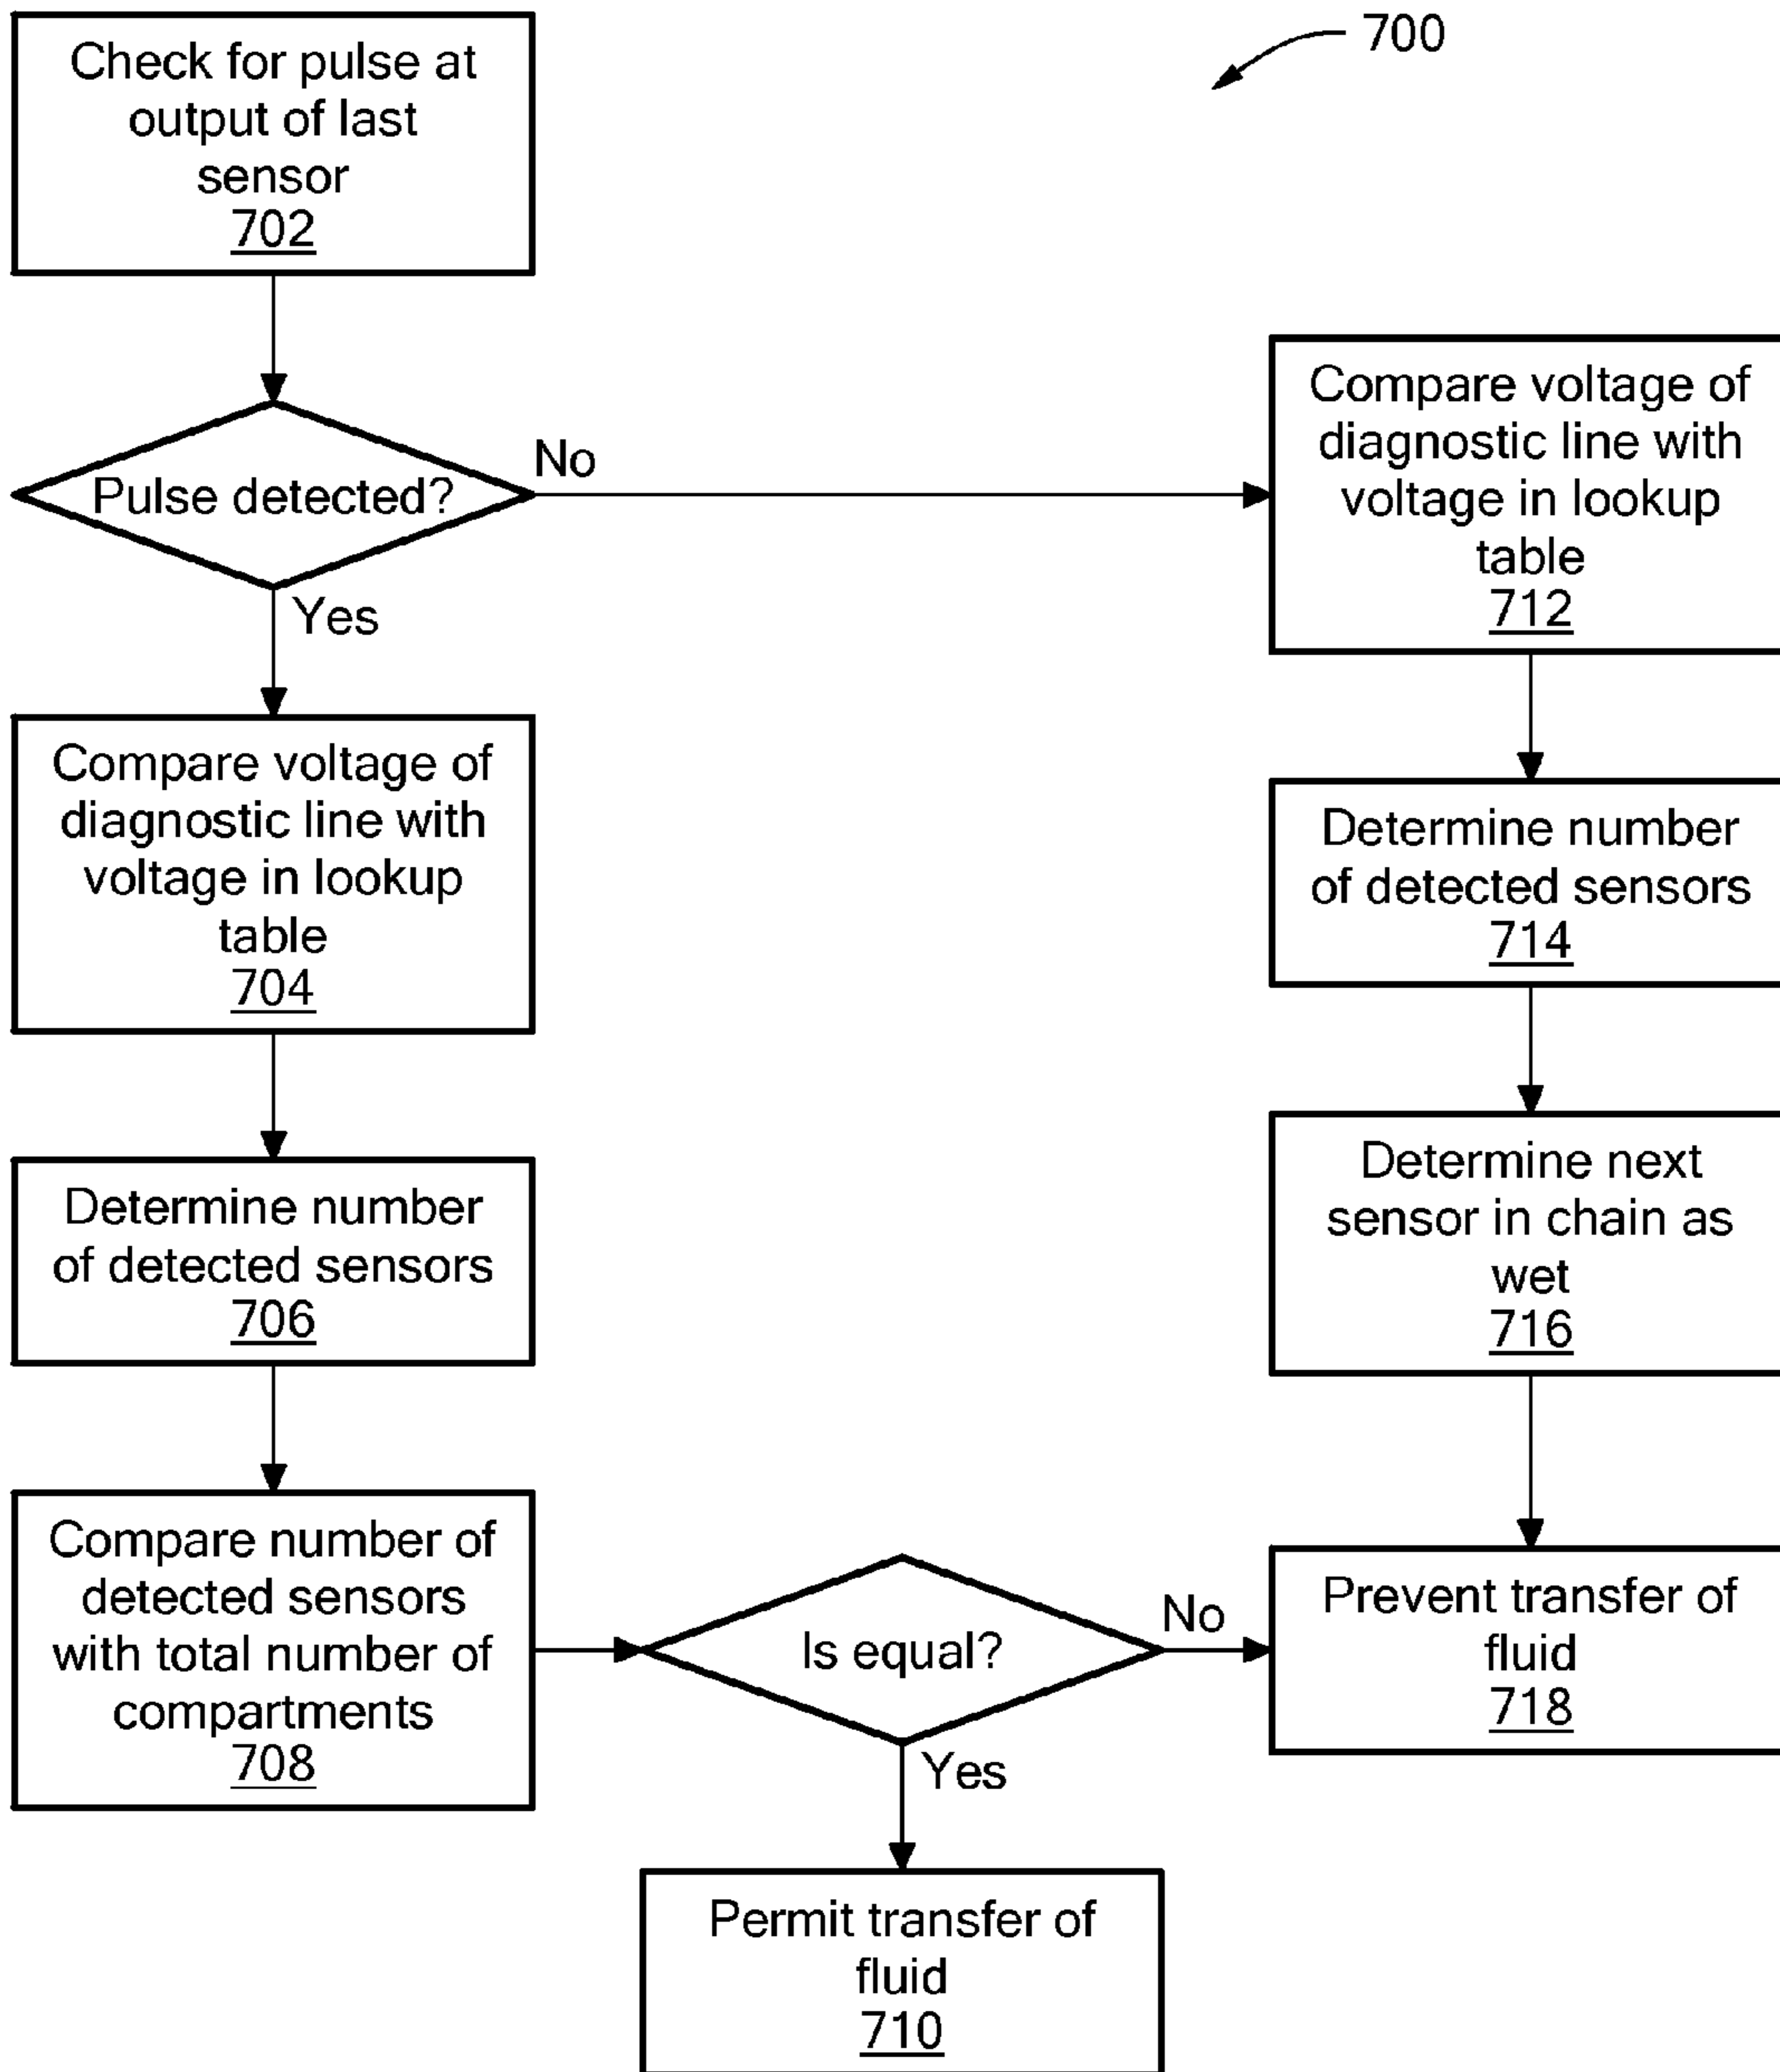 700
Check for pulse at
output of last
sensor
702
Pulse detected?
No
Yes
Compare voltage of
diagnostic line with
voltage in lookup
table
704
Determine number
of detected sensors
706
Compare number of
detected sensors
with total number of
compartments
708
Is equal?
No
Yes
Permit transfer of
fluid
710
Compare voltage of
diagnostic line with
voltage in lookup
table
712
Determine number
of detected sensors
714
Determine next
sensor in chain as
wet
716
Prevent transfer of
fluid
718